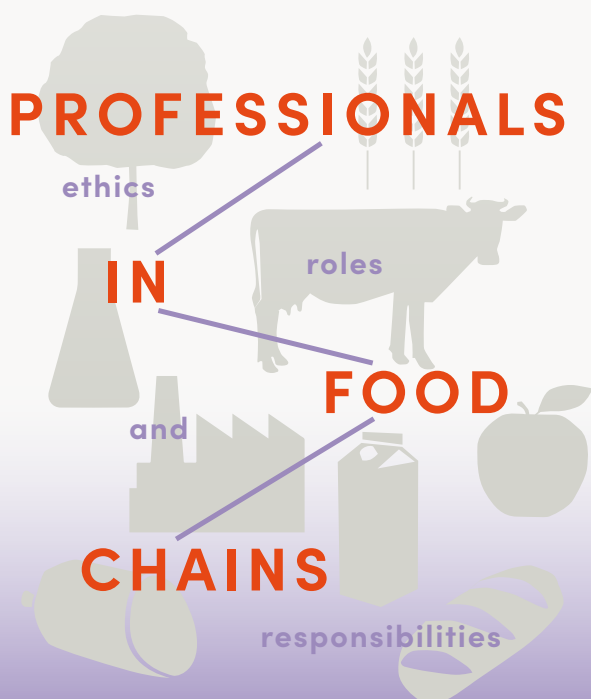 PROFESSIONALS
ethics
IN
roles
FOOD
and
CHAINS
responsibilities